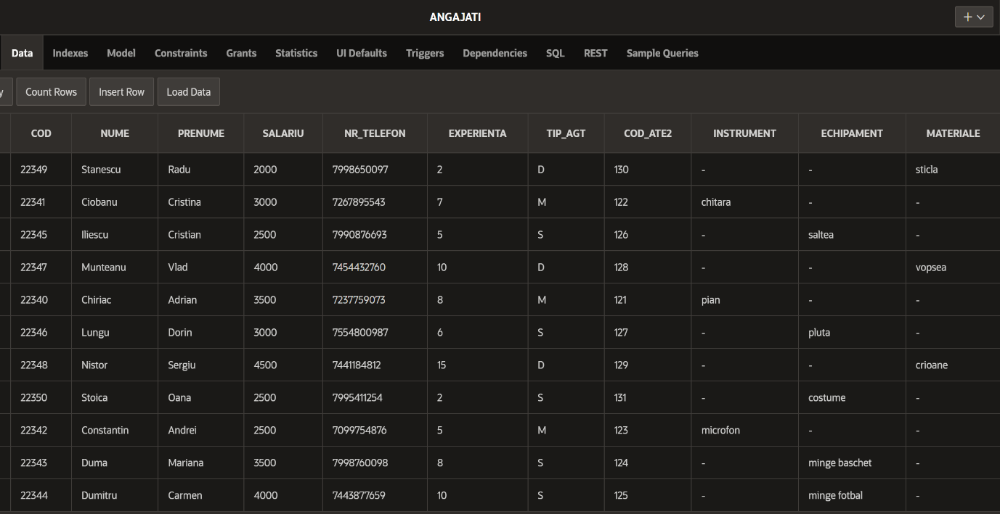 ANGAJATI
Data Indexes Model Constraints Grants Statistics UI Defaults Triggers Dependencies SQL REST Sample Queries
y Count Rows Insert Row Load Data
COD NUME PRENUME SALARIU NR_TELEFON EXPERIENTA TIP_AGT COD_ATE2 INSTRUMENT ECHIPAMENT MATERIALE
22349 Stanescu Radu 2000 7998650097 2 D 130 - - sticla
22341 Ciobanu Cristina 3000 7267895543 7 M 122 chitara - -
22345 Iliescu Cristian 2500 7990876693 5 S 126 - saltea -
22347 Munteanu Vlad 4000 7454432760 10 D 128 - - vopsea
22340 Chiriac Adrian 3500 7237759073 8 M 121 pian - -
22346 Lungu Dorin 3000 7554800987 6 S 127 - pluta -
22348 Nistor Sergiu 4500 7441184812 15 D 129 - - crioane
22350 Stoica Oana 2500 7995411254 2 S 131 - costume -
22342 Constantin Andrei 2500 7099754876 5 M 123 microfon - -
22343 Duma Mariana 3500 7998760098 8 S 124 - minge baschet -
22344 Dumitru Carmen 4000 7443877659 10 S 125 - minge fotbal -